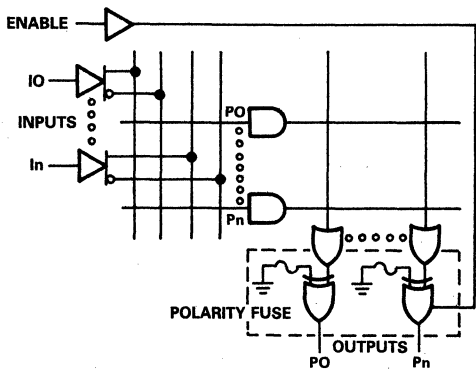 ENABLE
IO
INPUTS
In
PO
Pn
POLARITY FUSE
OUTPUTS
PO
Pn